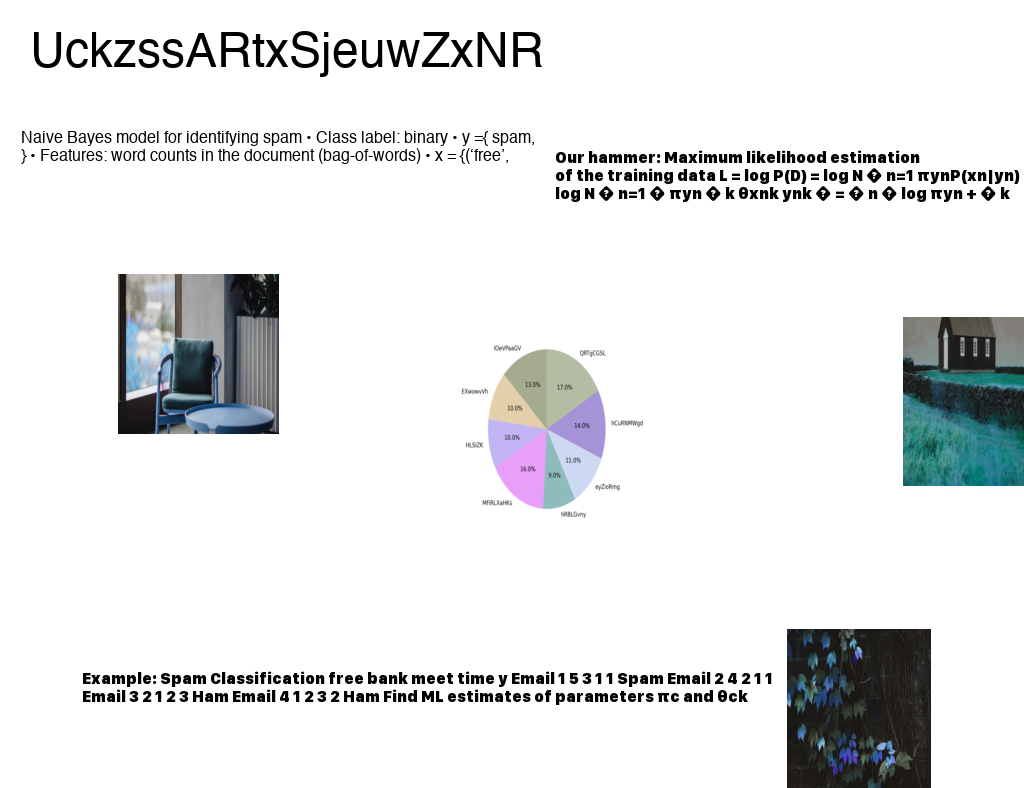 UckzssARtxSjeuwZxNR
Naive Bayes model for identifying spam • Class label: binary • y ={ spam,
} • Features: word counts in the document (bag-of-words) • x = {(‘free’,
Our hammer: Maximum likelihood estimation
of the training data L = log P(D) = log N � n=1 πynP(xn|yn)
log N � n=1 � πyn � k θxnk ynk � = � n � log πyn + � k
IOeVPaaGV
QRTgCGSL
13.0%
17.0%
EXwowvVh
10.0%
14.0%
hCuRNMWgd
HLSIZK
10.0%
11.0%
16.0%
9.0%
eyZioRmg
MFiRLXaHKs
hRBLGvny
Example: Spam Classification free bank meet time y Email 1 5 3 1 1 Spam Email 2 4 2 1 1
Email 3 2 1 2 3 Ham Email 4 1 2 3 2 Ham Find ML estimates of parameters πc and θck